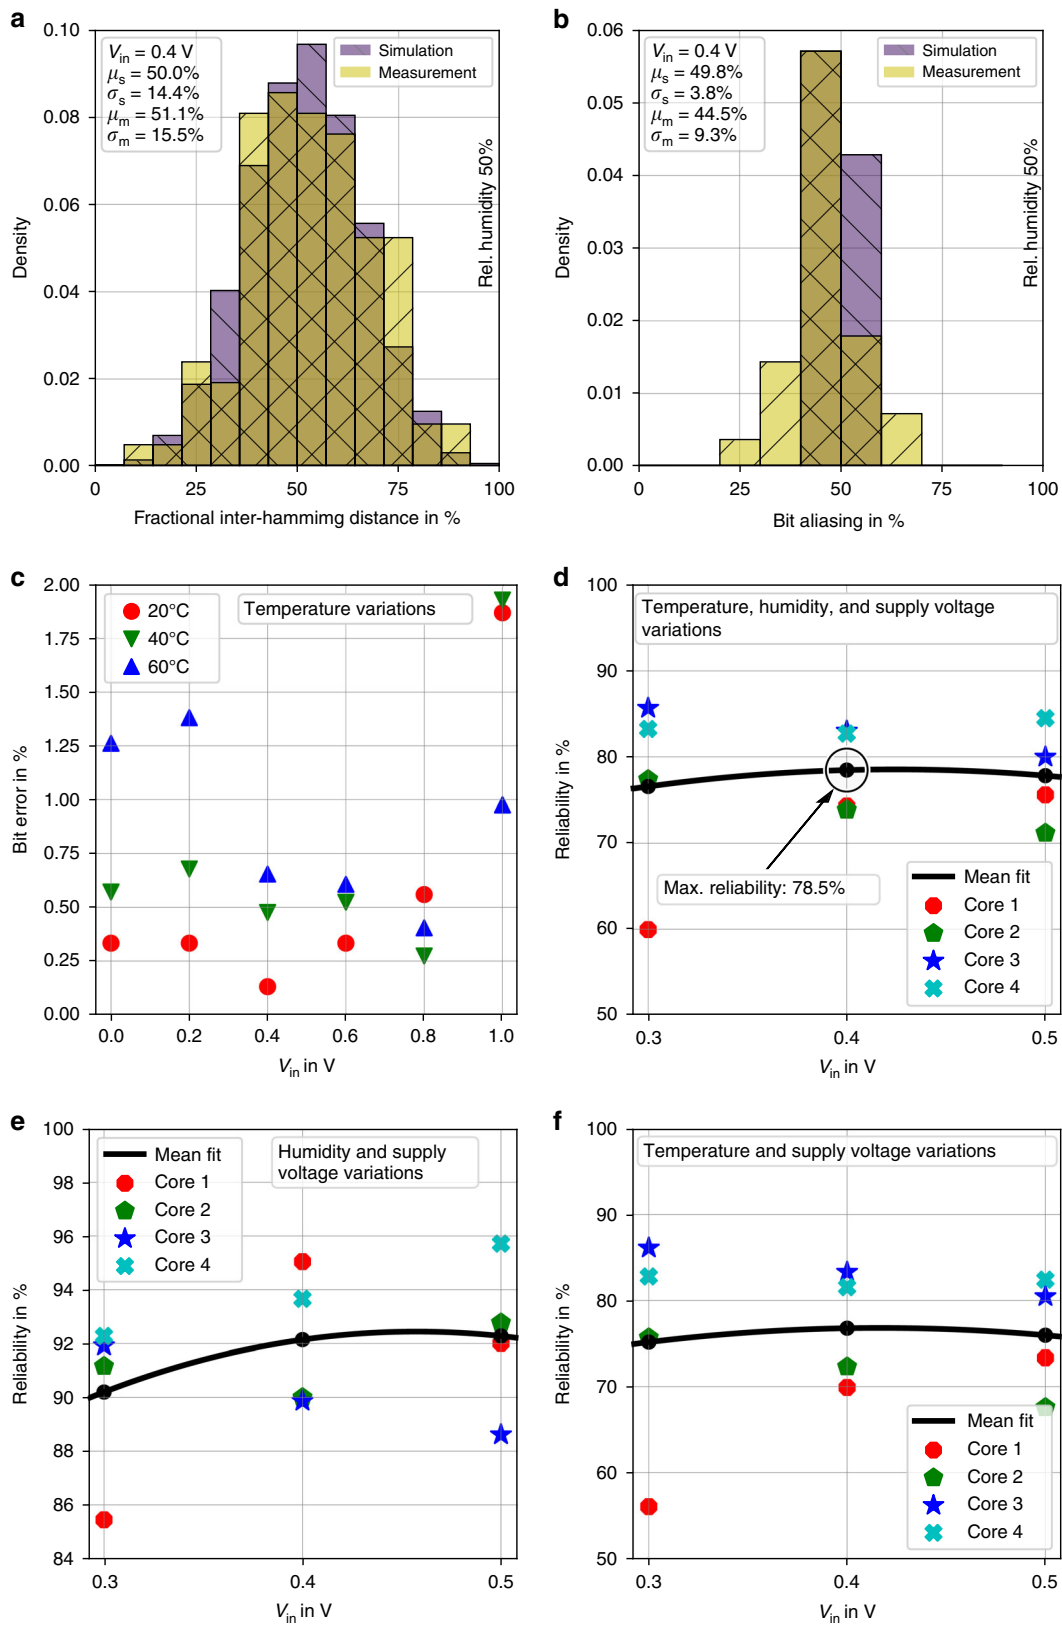 a
0.10
0.08
0.06
0.04
0.02
0.00
Density
V_in = 0.4 V
μ_s = 50.0%
σ_s = 14.4%
μ_m = 51.1%
σ_m = 15.5%
Simulation
Measurement
Rel. humidity 50%
0 25 50 75 100
Fractional inter-hammimg distance in %
b
0.06
0.05
0.04
0.03
0.02
0.01
0.00
Density
V_in = 0.4 V
μ_s = 49.8%
σ_s = 3.8%
μ_m = 44.5%
σ_m = 9.3%
Simulation
Measurement
Rel. humidity 50%
0 25 50 75 100
Bit aliasing in %
c
2.00
1.75
1.50
1.25
1.00
0.75
0.50
0.25
0.00
Bit error in %
20°C
40°C
60°C
Temperature variations
0.0 0.2 0.4 0.6 0.8 1.0
V_in in V
d
100
90
80
70
60
50
Reliability in %
Temperature, humidity, and supply voltage
variations
Max. reliability: 78.5%
Mean fit
Core 1
Core 2
Core 3
Core 4
0.3 0.4 0.5
V_in in V
e
100
98
96
94
92
90
88
86
84
Reliability in %
Mean fit
Core 1
Core 2
Core 3
Core 4
Humidity and supply
voltage variations
0.3 0.4 0.5
V_in in V
f
100
90
80
70
60
50
Reliability in %
Temperature and supply voltage variations
Mean fit
Core 1
Core 2
Core 3
Core 4
0.3 0.4 0.5
V_in in V